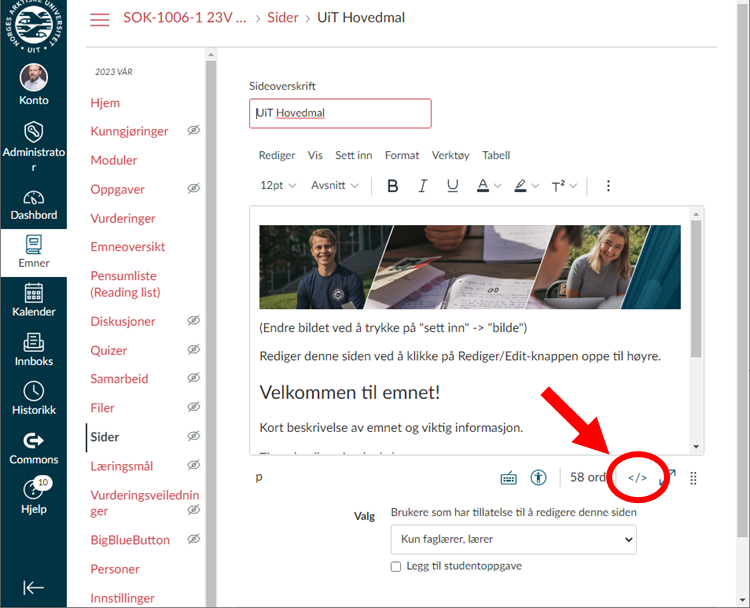 NORGES ARKTISKE UNIVERSITET
· UIT ·
Konto
Administrato
r
Dashbord
Emner
Kalender
Innboks
Historikk
Commons
10
Hjelp
SOK-1006-1 23V ... > Sider > UiT Hovedmal
2023 VÅR
Hjem
Kunngjøringer
Moduler
Oppgaver
Vurderinger
Emneoversikt
Pensumliste
(Reading list)
Diskusjoner
Quizer
Samarbeid
Filer
Sider
Læringsmål
Vurderingsveilednin
ger
BigBlueButton
Personer
Innstillinger
Sideoverskrift
UiT Hovedmal
Rediger Vis Sett inn Format Verktøy Tabell
12pt Avsnitt B I U A T²
(Endre bildet ved å trykke på "sett inn" -> "bilde")
Rediger denne siden ved å klikke på Rediger/Edit-knappen oppe til høyre.
Velkommen til emnet!
Kort beskrivelse av emnet og viktig informasjon.
p 58 ord </>
Valg
Brukere som har tillatelse til å redigere denne siden
Kun faglærer, lærer
Legg til studentoppgave